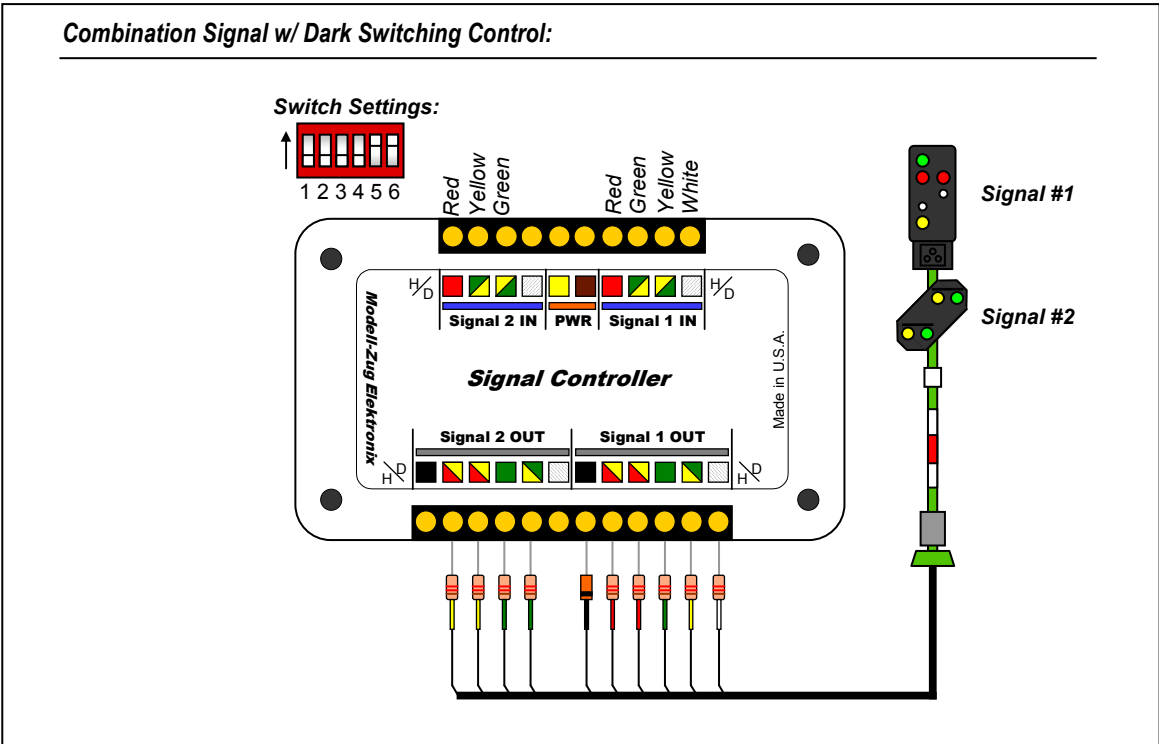 Combination Signal w/ Dark Switching Control:
Switch Settings:
1 2 3 4 5 6
Red
Yellow
Green
Red
Green
Yellow
White
Signal #1
Signal #2
H/D
H/D
Signal 2 IN
PWR
Signal 1 IN
Modell-Zug Elektronix
Signal Controller
Made in U.S.A.
Signal 2 OUT
Signal 1 OUT
H\D
H\D